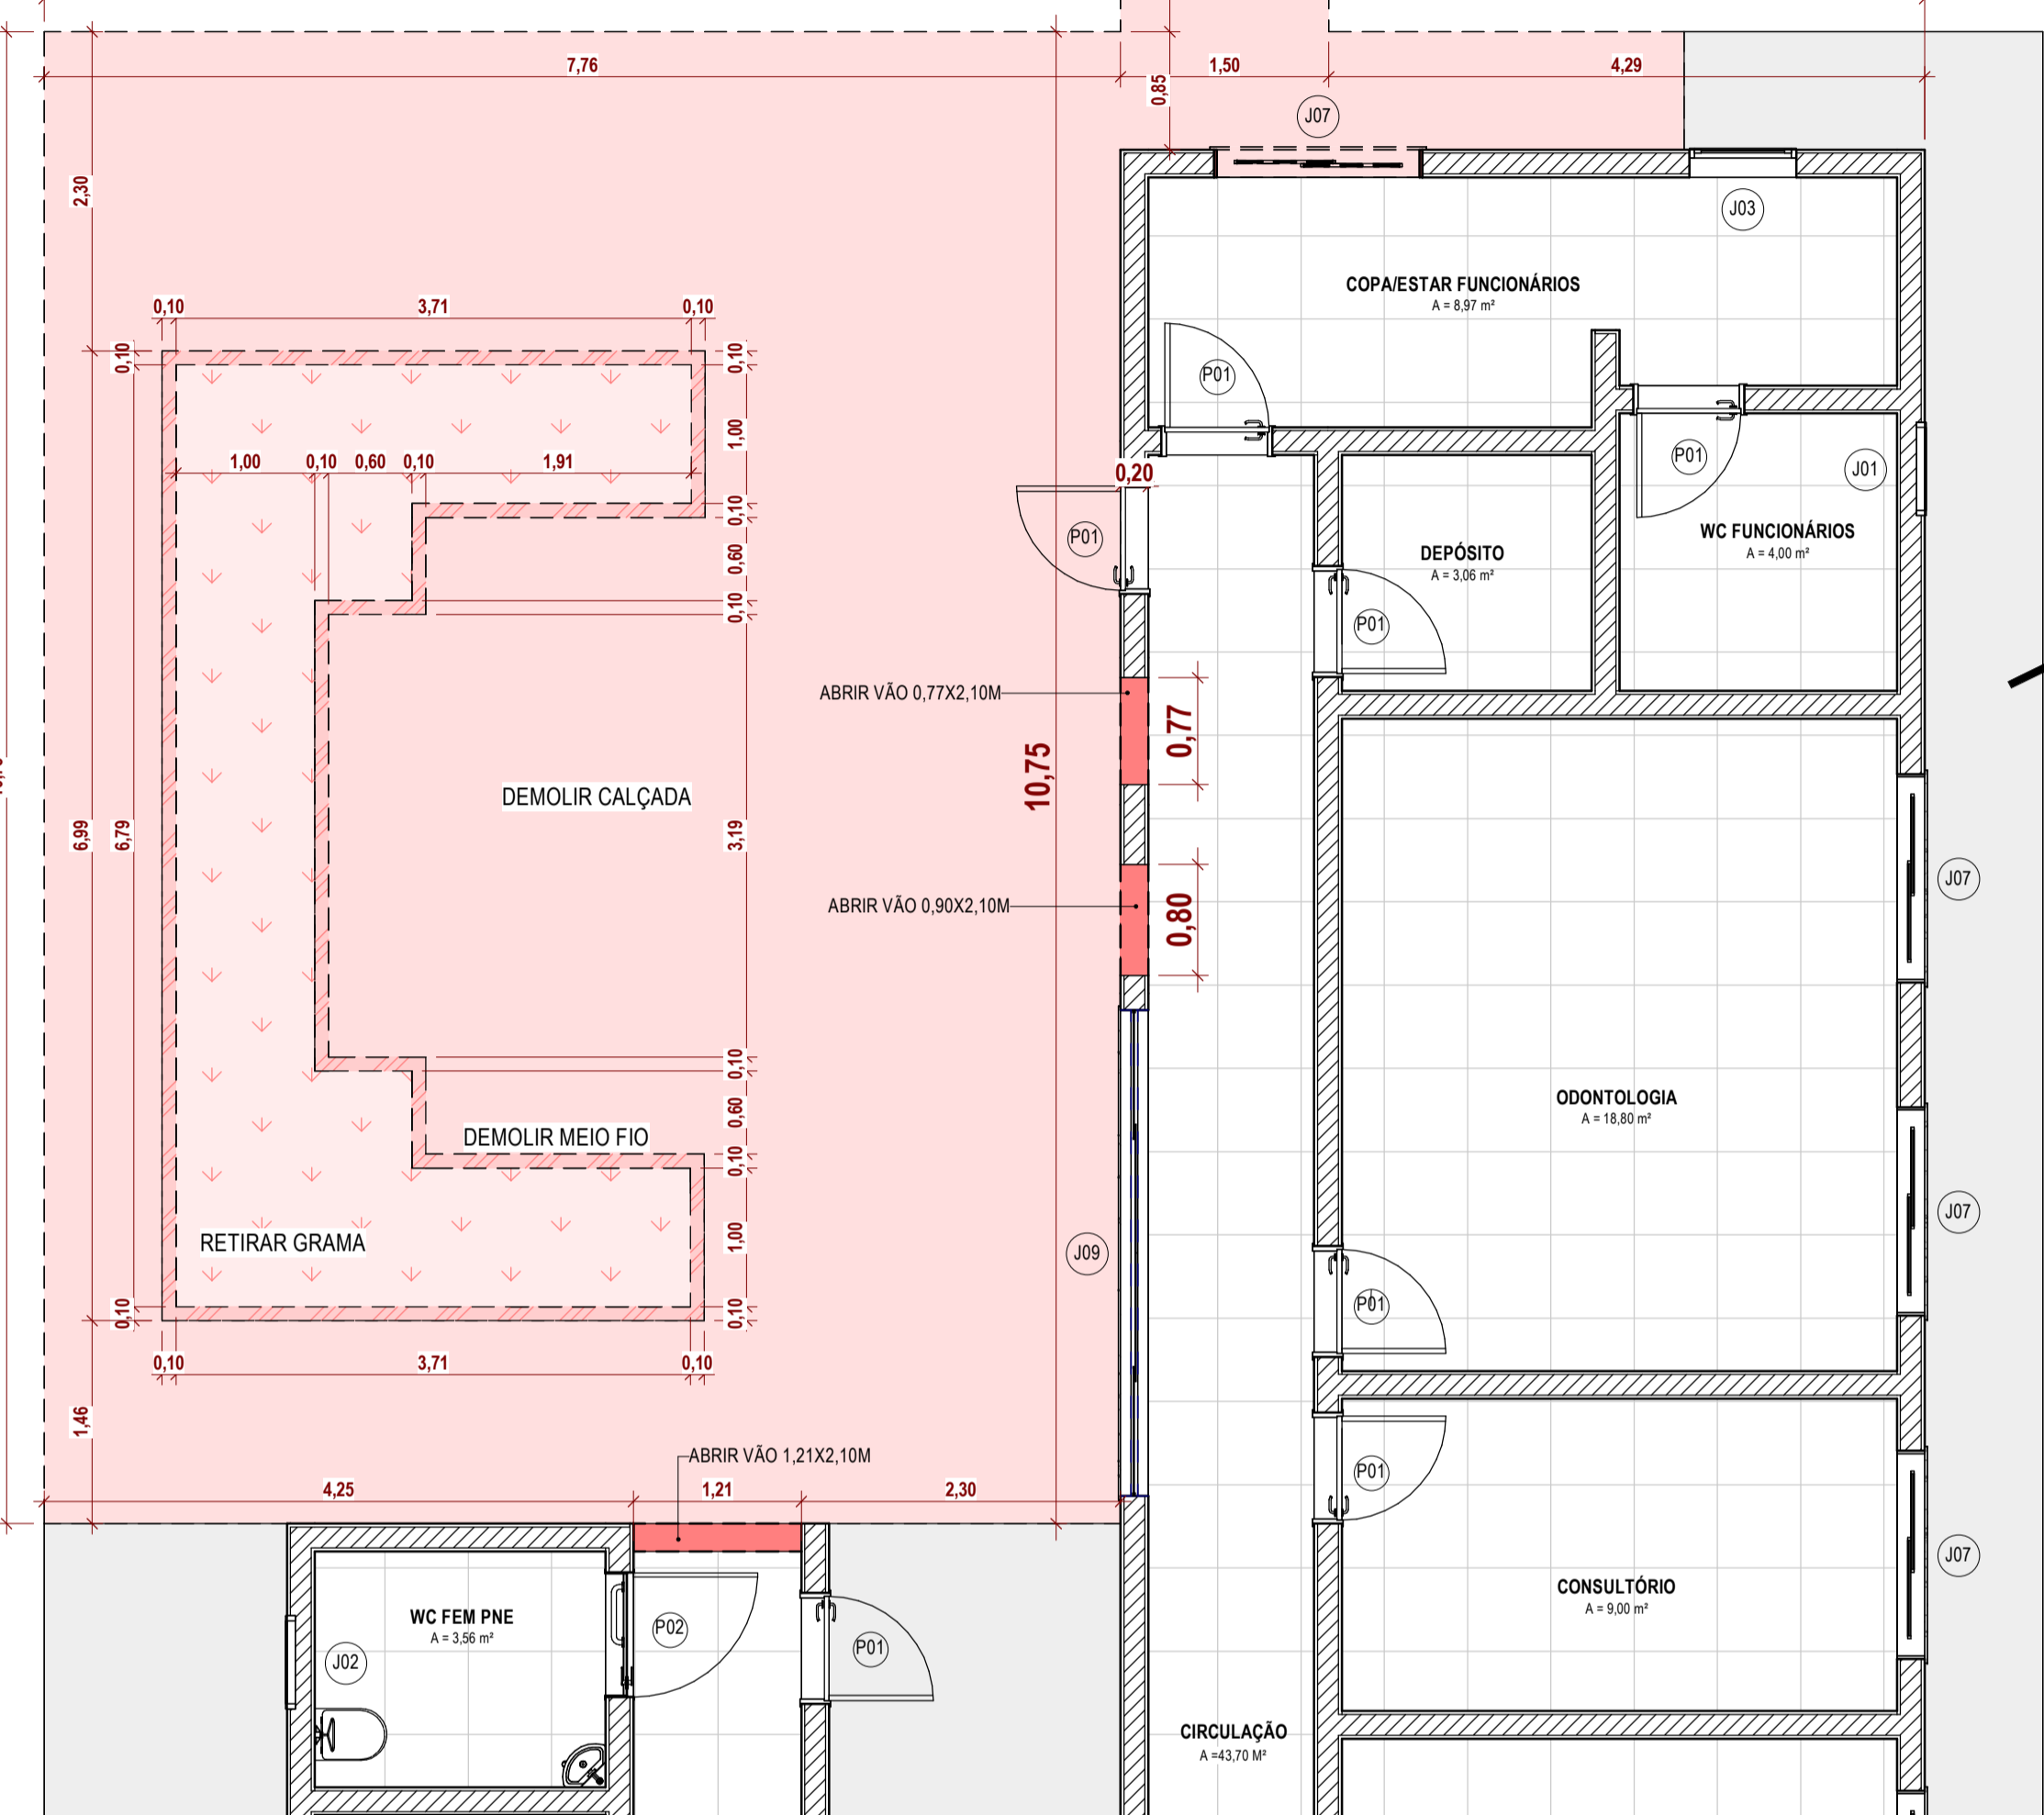 7,76
1,50
4,29
0,85
J07
2,30
J03
COPA/ESTAR FUNCIONÁRIOS
A = 8,97 m²
0,10
3,71
0,10
0,10
0,10
P01
1,00
1,00
0,10
0,60
0,10
1,91
0,20
P01
J01
0,10
P01
WC FUNCIONÁRIOS
A = 4,00 m²
DEPÓSITO
A = 3,06 m²
0,60
0,10
P01
ABRIR VÃO 0,77X2,10M
0,77
10,75
DEMOLIR CALÇADA
6,99
6,79
3,19
J07
ABRIR VÃO 0,90X2,10M
0,80
0,10
ODONTOLOGIA
A = 18,80 m²
0,60
DEMOLIR MEIO FIO
0,10
J07
1,00
RETIRAR GRAMA
J09
0,10
0,10
P01
0,10
3,71
0,10
1,46
ABRIR VÃO 1,21X2,10M
P01
4,25
1,21
2,30
J07
CONSULTÓRIO
A = 9,00 m²
WC FEM PNE
A = 3,56 m²
P02
P01
J02
CIRCULAÇÃO
A =43,70 M²